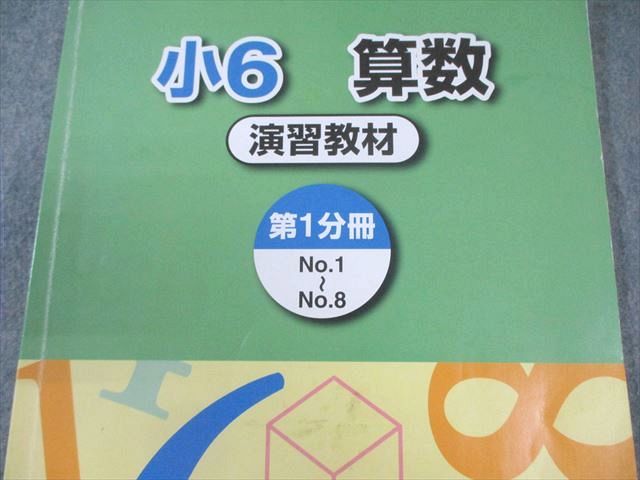 小6 算数
演習教材
第1分冊
No.1
~
No.8